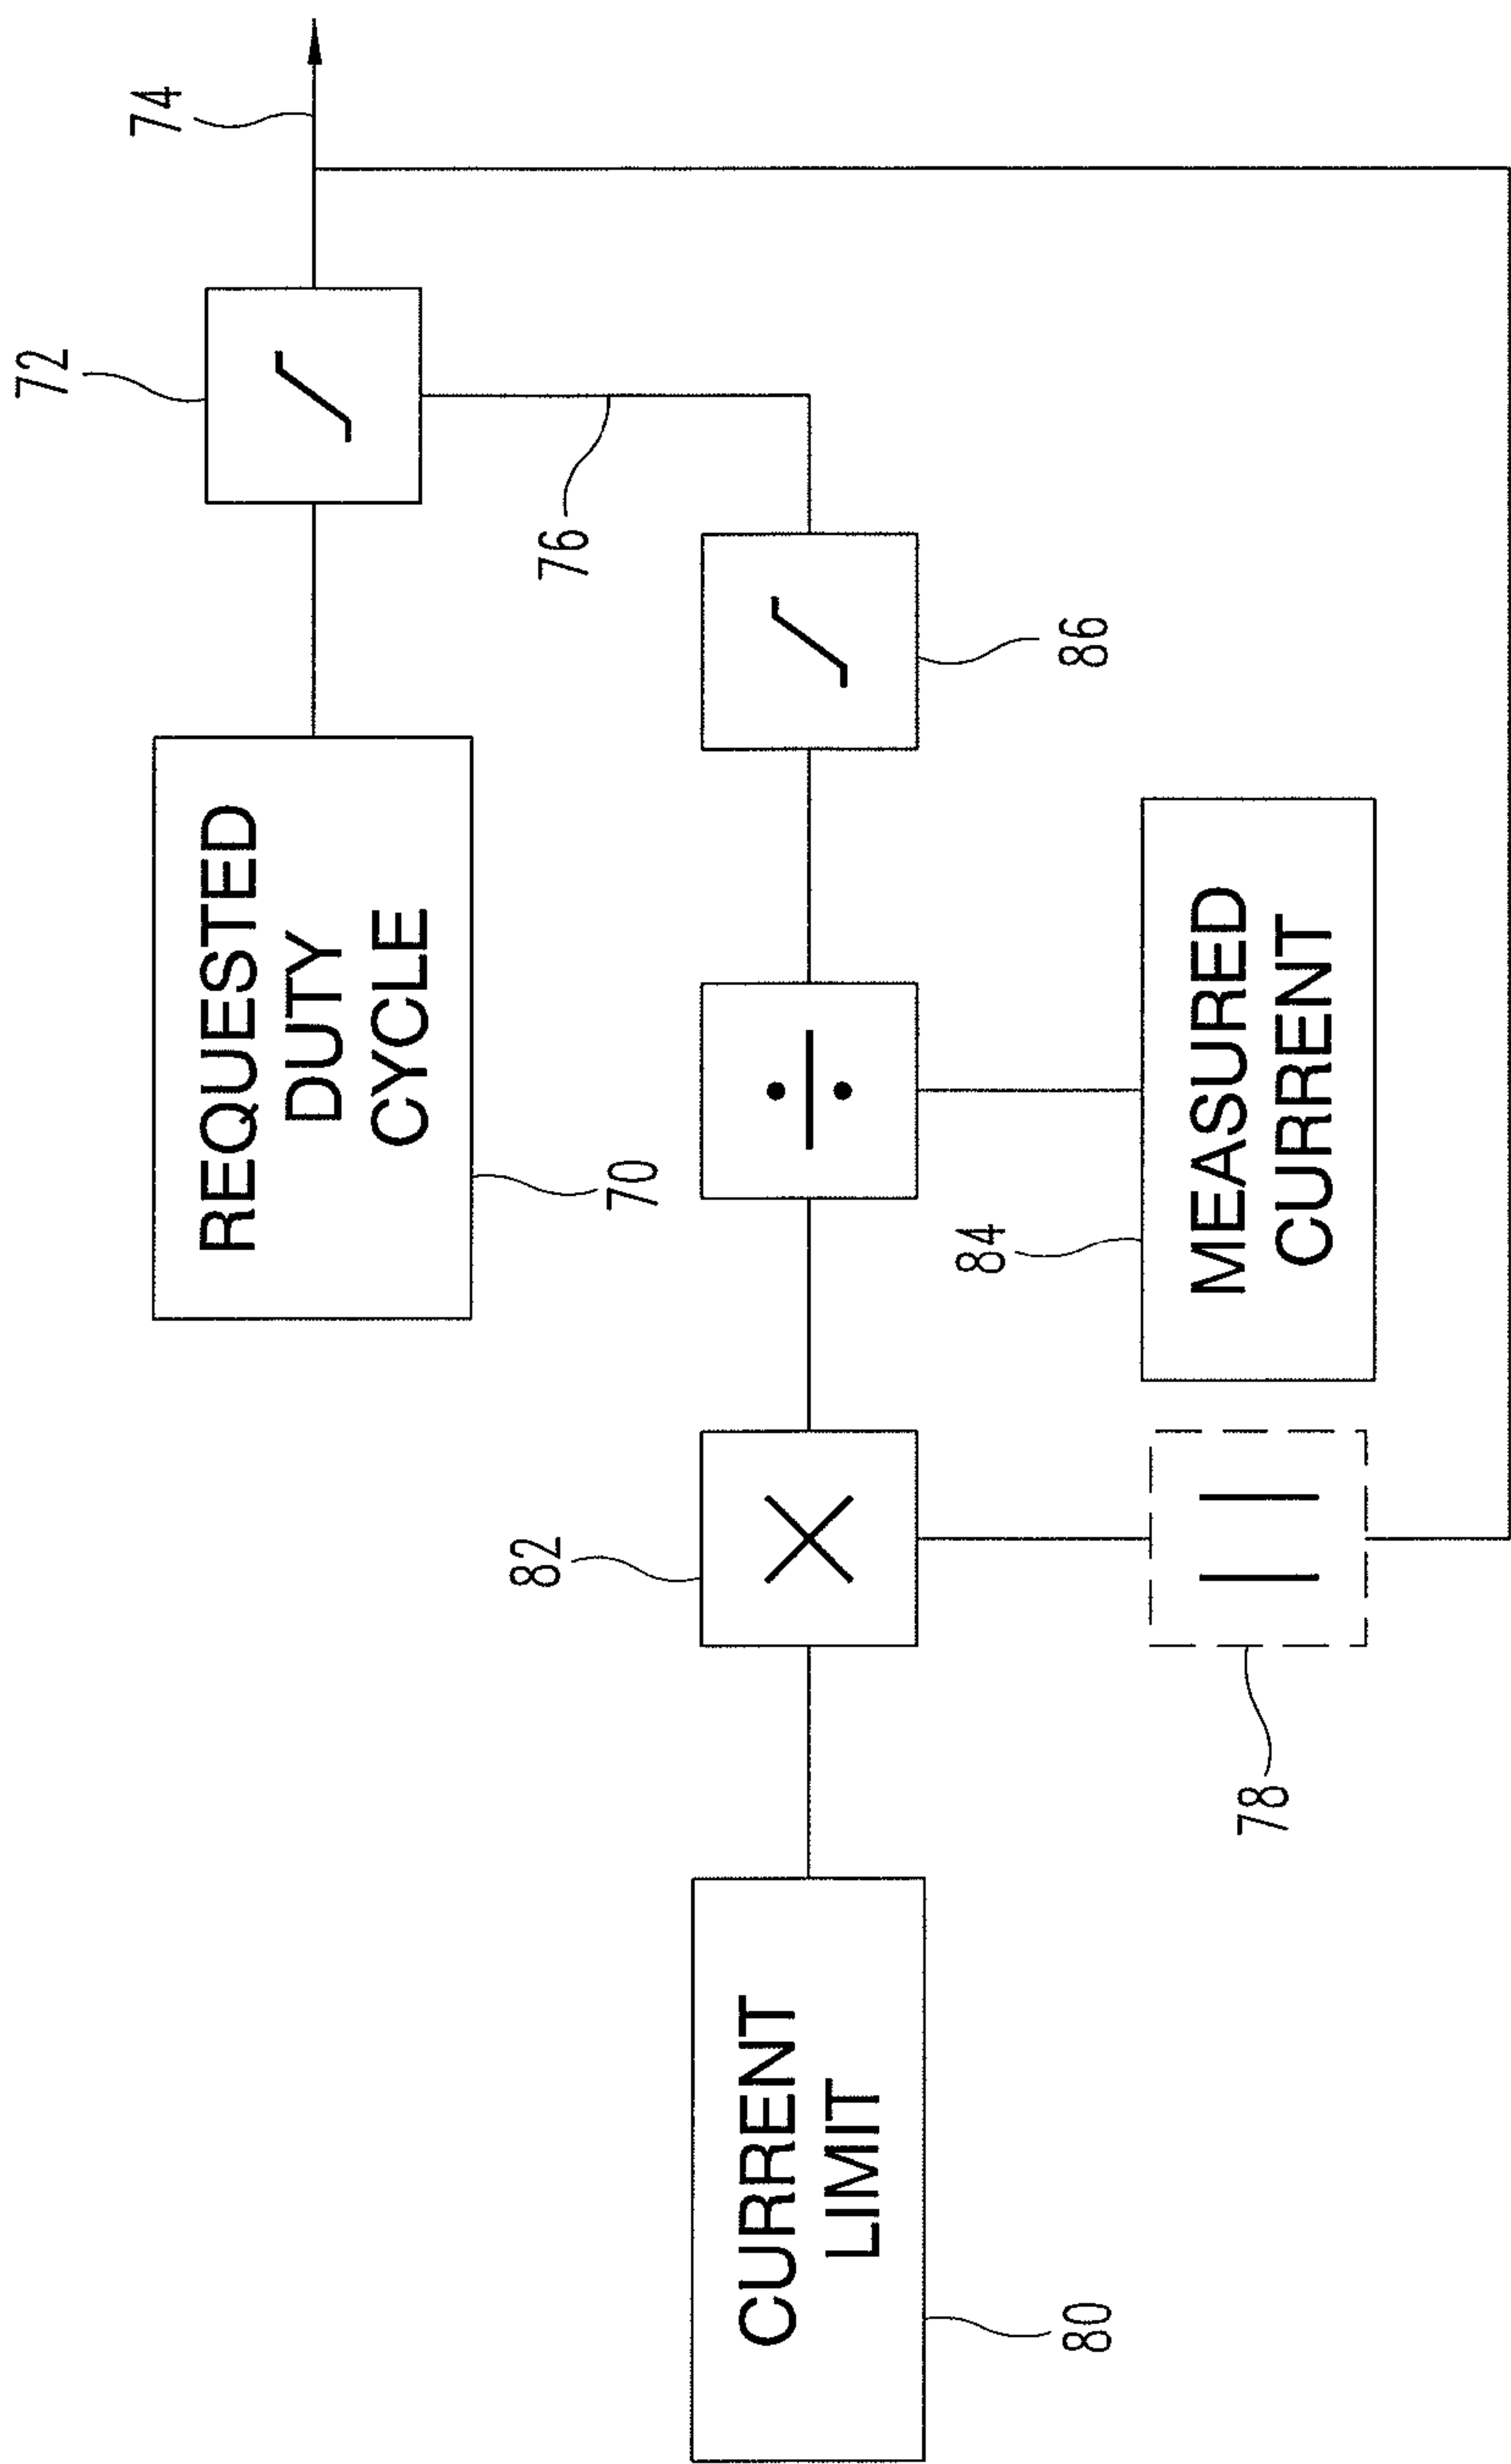 72
74
REQUESTED
DUTY
CYCLE
70
76
86
82
84
MEASURED
CURRENT
78
CURRENT
LIMIT
80